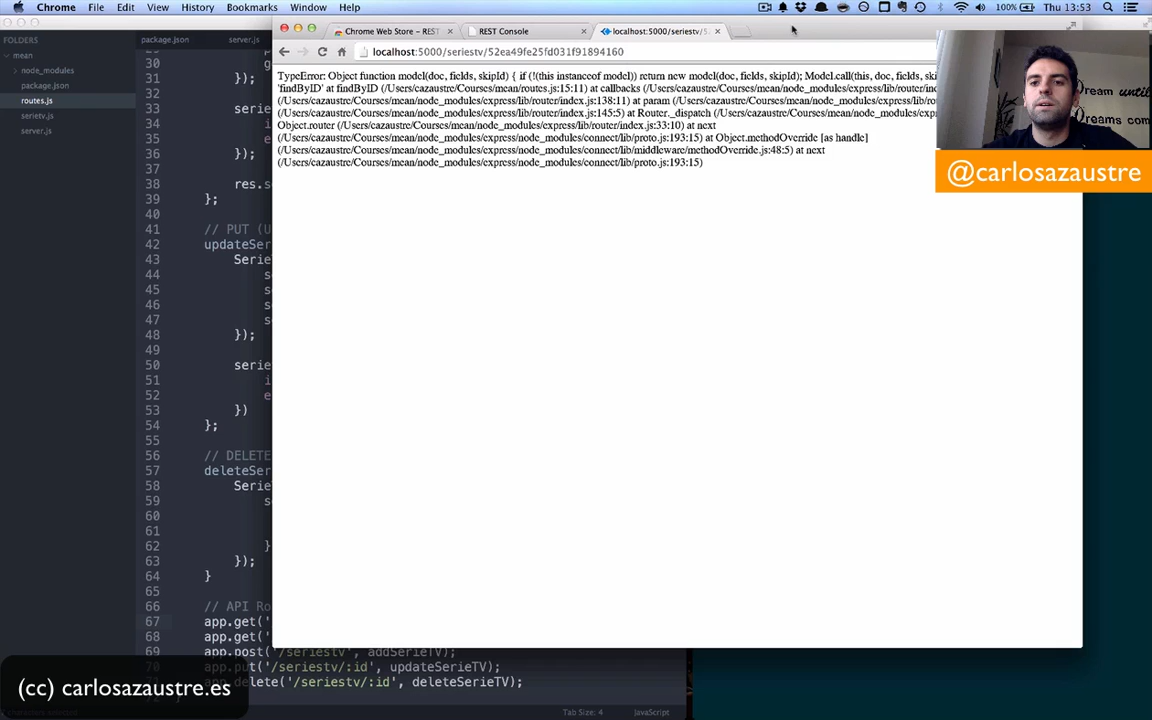 Chrome File Edit View History Bookmarks Window Help 100% Thu 13:53
FOLDERS
mean
node_modules
package.json
routes.js
serietv.js
server.js
package.json server.js
Chrome Web Store – REST
REST Console
localhost:5000/seriestv/5
localhost:5000/seriestv/52ea49fe25fd031f91894160
TypeError: Object function model(doc, fields, skipId) { if (!(this instanceof model)) return new model(doc, fields, skipId); Model.call(this, doc, fields, ski
'findByID' at findByID (/Users/cazaustre/Courses/mean/routes.js:15:11) at callbacks (/Users/cazaustre/Courses/mean/node_modules/express/lib/router/ind
(/Users/cazaustre/Courses/mean/node_modules/express/lib/router/index.js:138:11) at param (/Users/cazaustre/Courses/mean/node_modules/express/lib/ro
(/Users/cazaustre/Courses/mean/node_modules/express/lib/router/index.js:145:5) at Router._dispatch (/Users/cazaustre/Courses/mean/node_modules/expre
Object.router (/Users/cazaustre/Courses/mean/node_modules/express/lib/router/index.js:33:10) at next
(/Users/cazaustre/Courses/mean/node_modules/express/node_modules/connect/lib/proto.js:193:15) at Object.methodOverride [as handle]
(/Users/cazaustre/Courses/mean/node_modules/express/node_modules/connect/lib/middleware/methodOverride.js:48:5) at next
(/Users/cazaustre/Courses/mean/node_modules/express/node_modules/connect/lib/proto.js:193:15)
Dream until
dreams com
@carlosazaustre
30
31 });
32
33 serie
34 i
35 e
36 });
37
38 res.s
39 };
40
41 // PUT (U
42 updateSer
43 Serie
44 s
45 s
46 s
47 s
48 });
49
50 serie
51 i
52 e
53 })
54 };
55
56 // DELETE
57 deleteSer
58 Serie
59 s
60
61
62 }
63 });
64 }
65
66 // API Ro
67 app.get('
68 app.get('
69 app.post('/seriestv', addSerieTV);
70 app.put('/seriestv/:id', updateSerieTV);
app.delete('/seriestv/:id', deleteSerieTV);
(cc) carlosazaustre.es
Tab Size: 4 JavaScript